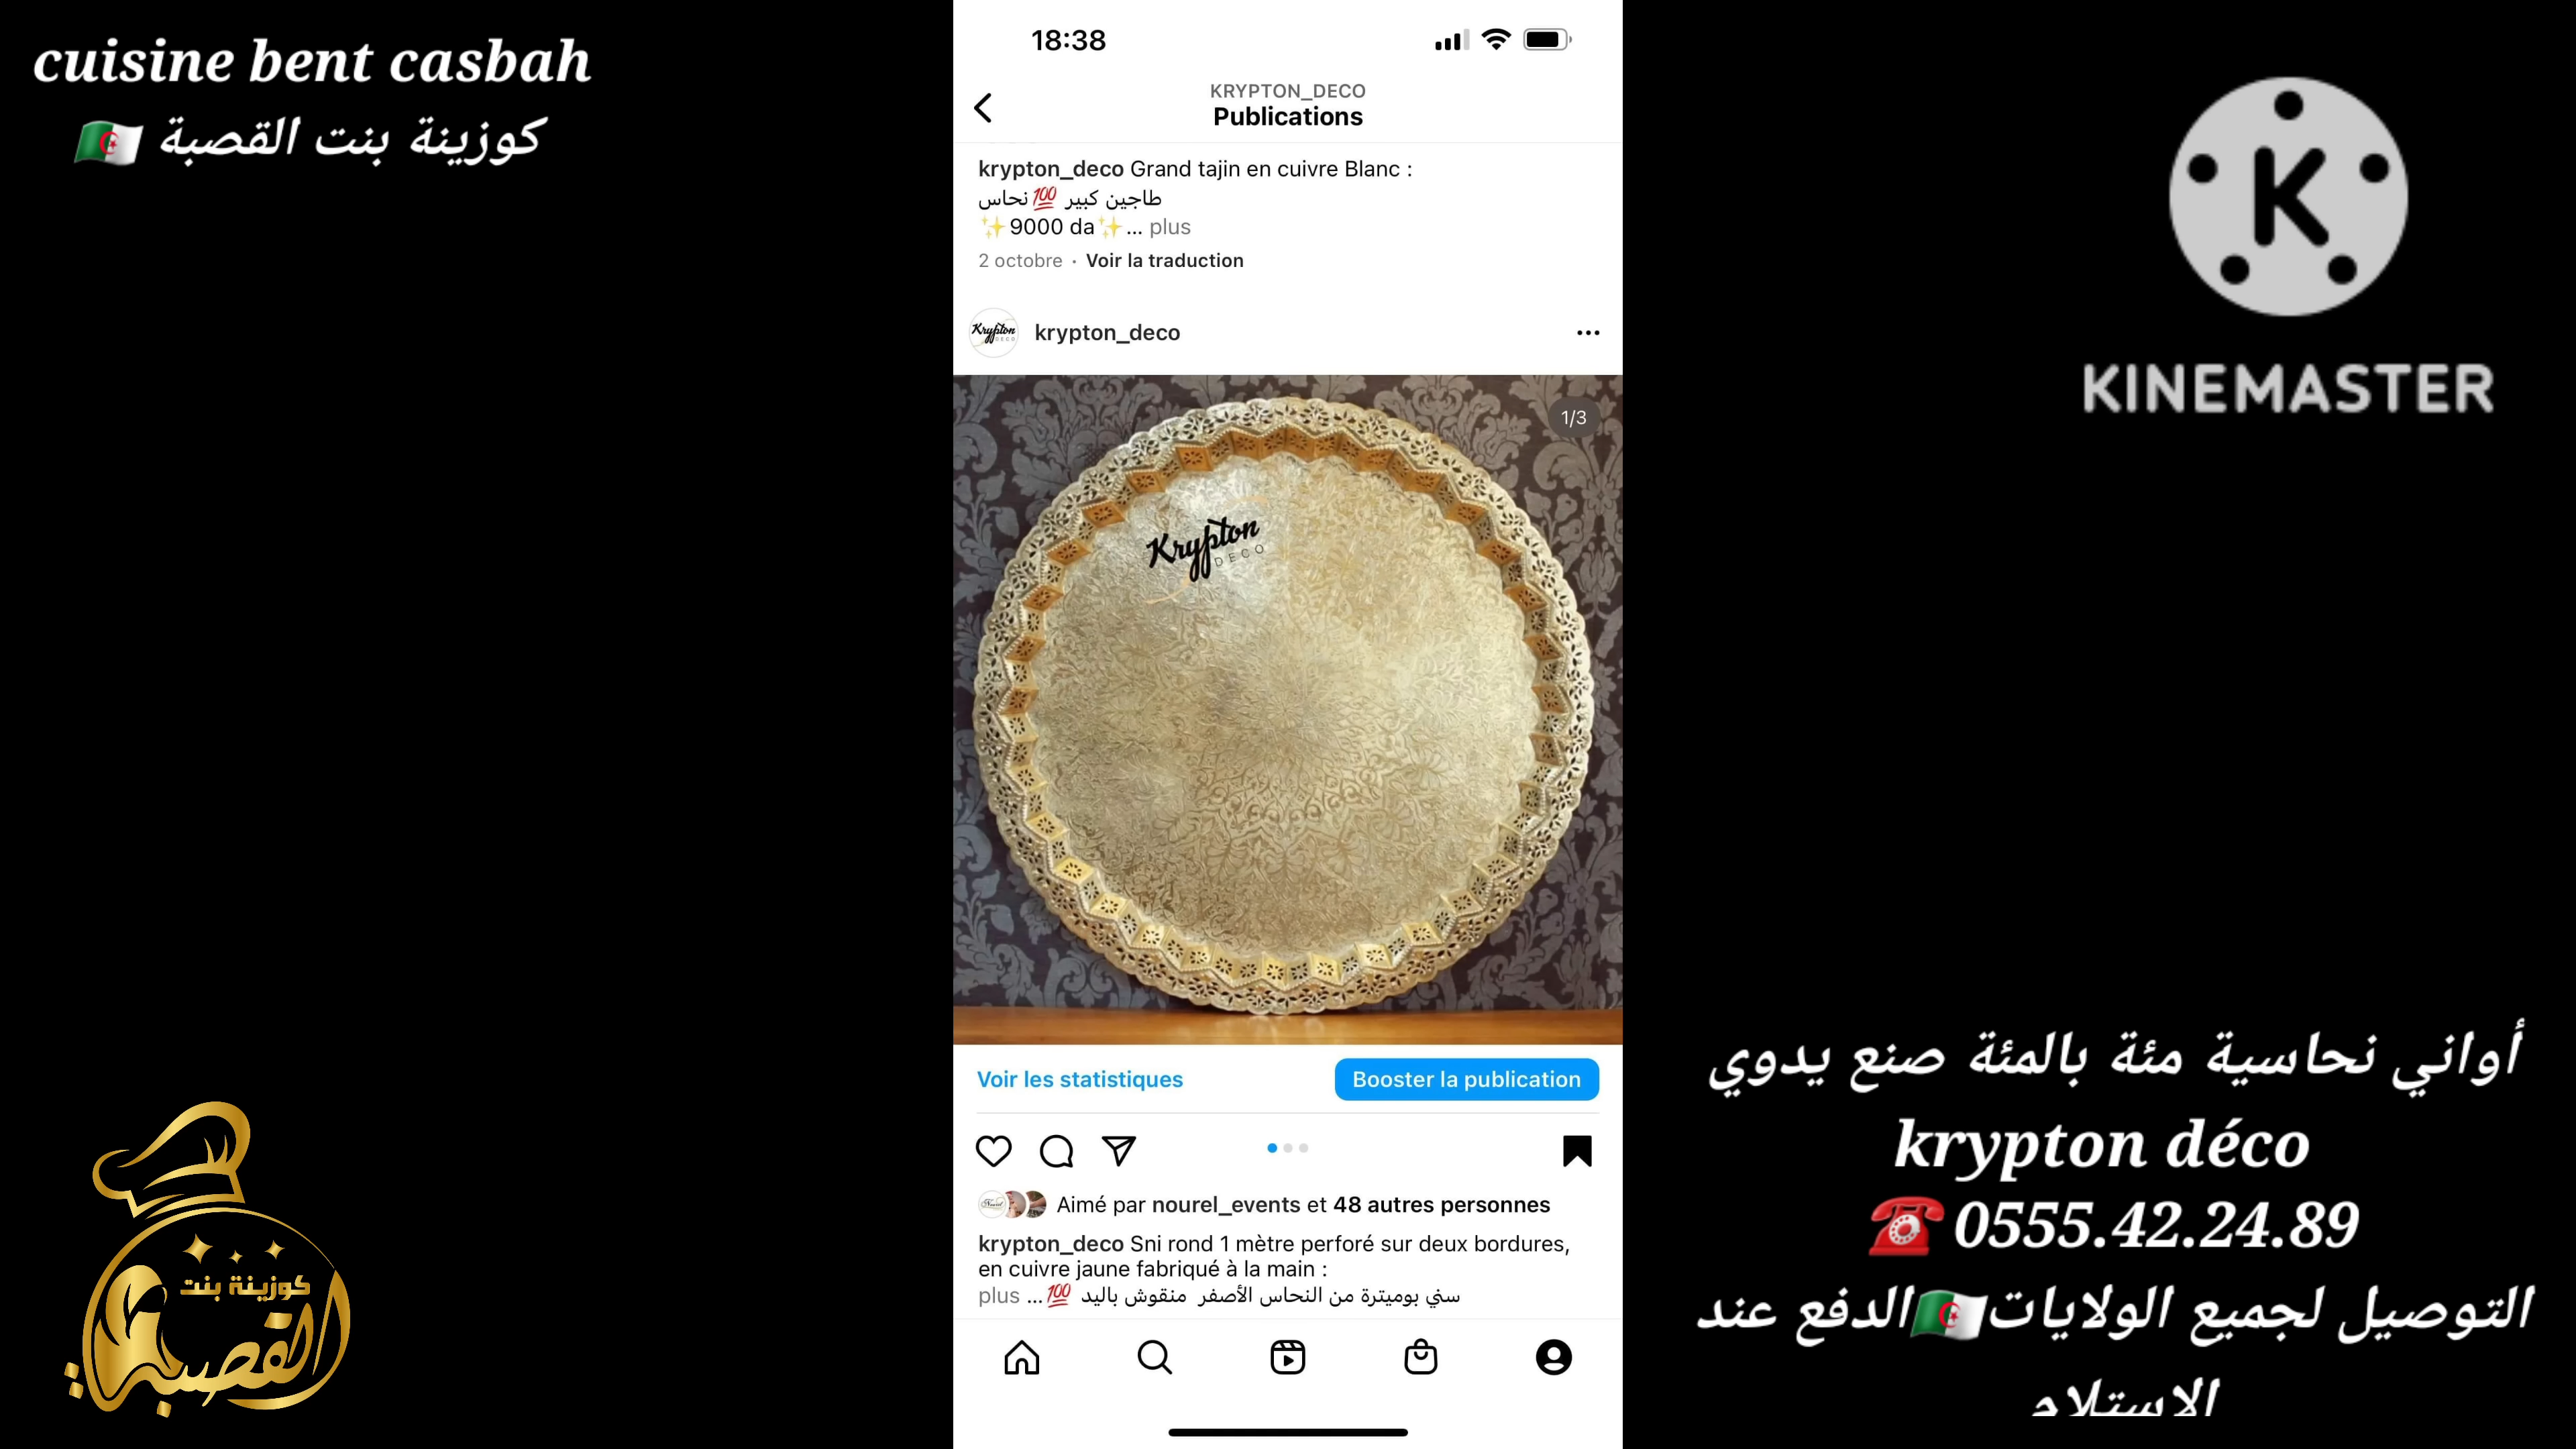 cuisine bent casbah
كوزينة بنت القصبة 🇩🇿
18:38
KRYPTON_DECO
Publications
krypton_deco Grand tajin en cuivre Blanc :
طاجين كبير 💯نحاس
✨9000 da✨... plus
2 octobre · Voir la traduction
Krypton
DECO
krypton_deco
1/3
Krypton
DECO
Voir les statistiques
Booster la publication
Aimé par nourel_events et 48 autres personnes
krypton_deco Sni rond 1 mètre perforé sur deux bordures,
en cuivre jaune fabriqué à la main :
سني بوميترة من النحاس الأصفر منقوش باليد 💯... plus
K
KINEMASTER
أواني نحاسية مئة بالمئة صنع يدوي
krypton déco
☎️0555.42.24.89
التوصيل لجميع الولايات🇩🇿الدفع عند
الاستلام
كوزينة بنت
القصبة